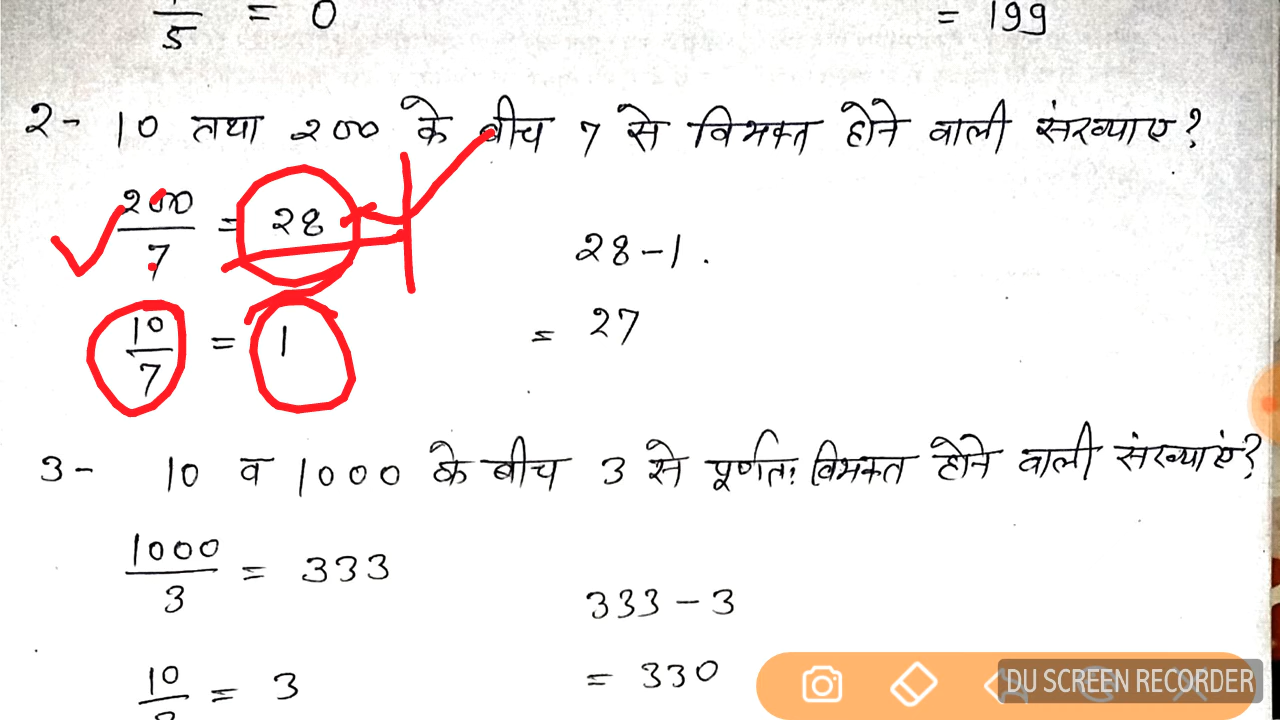 1/5 = 0
= 199
2- 10 तथा 200 के बीच 7 से विभक्त होने वाली संख्याए?
200/7 = 28
28-1.
10/7 = 1
= 27
3- 10 व 1000 के बीच 3 से पूर्णतः विभक्त होने वाली संख्याएं?
1000/3 = 333
333-3
10/3 = 3
= 330
DU SCREEN RECORDER